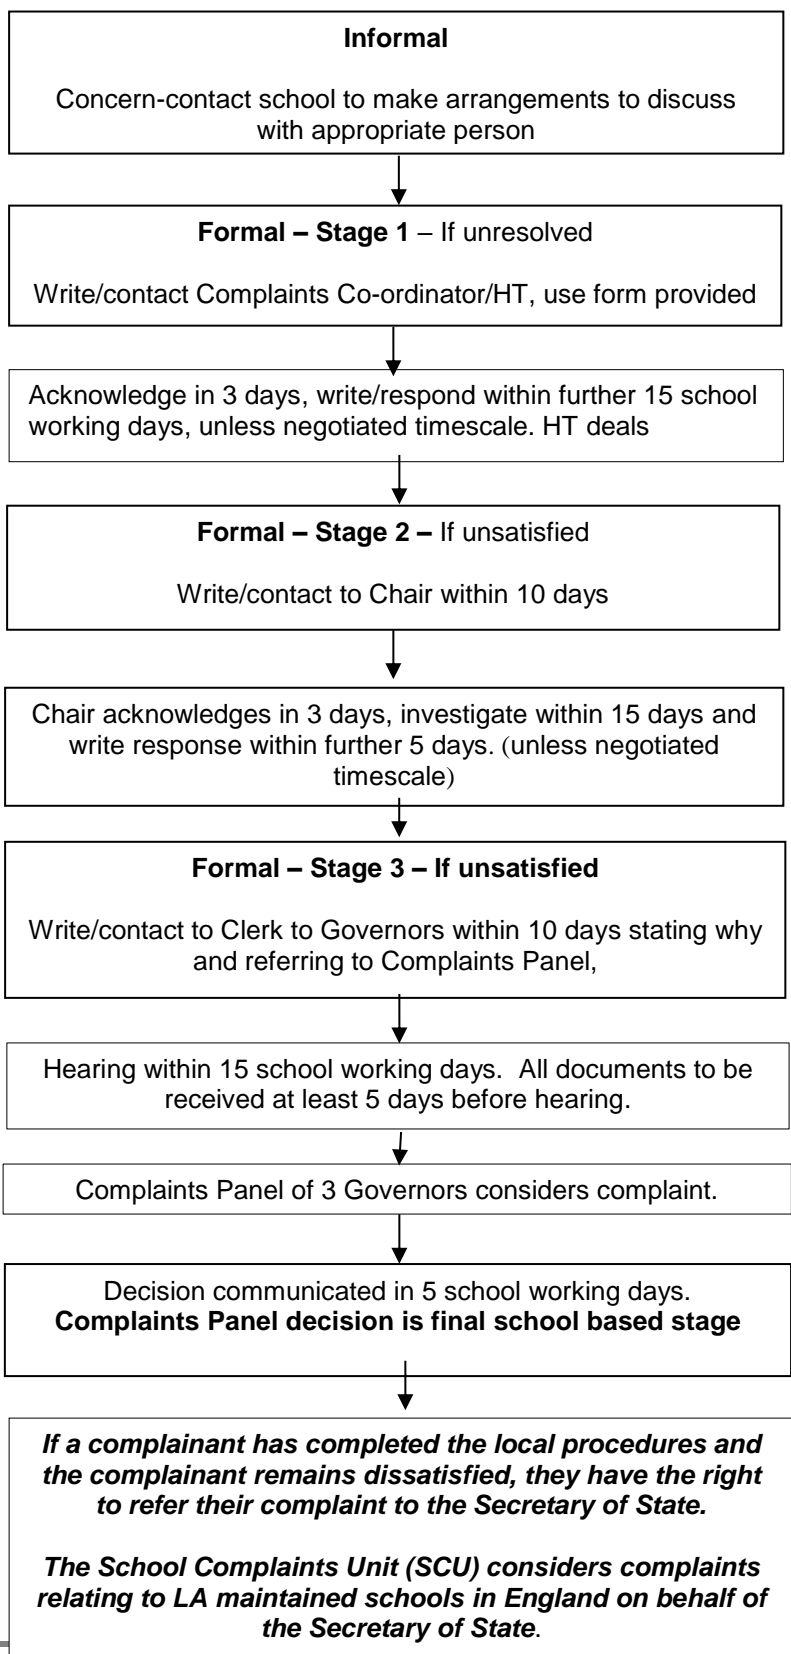 Informal
Concern-contact school to make arrangements to discuss
with appropriate person
Formal – Stage 1 – If unresolved
Write/contact Complaints Co-ordinator/HT, use form provided
Acknowledge in 3 days, write/respond within further 15 school
working days, unless negotiated timescale. HT deals
Formal – Stage 2 – If unsatisfied
Write/contact to Chair within 10 days
Chair acknowledges in 3 days, investigate within 15 days and
write response within further 5 days. (unless negotiated
timescale)
Formal – Stage 3 – If unsatisfied
Write/contact to Clerk to Governors within 10 days stating why
and referring to Complaints Panel,
Hearing within 15 school working days.  All documents to be
received at least 5 days before hearing.
Complaints Panel of 3 Governors considers complaint.
Decision communicated in 5 school working days.
Complaints Panel decision is final school based stage
If a complainant has completed the local procedures and
the complainant remains dissatisfied, they have the right
to refer their complaint to the Secretary of State.
The School Complaints Unit (SCU) considers complaints
relating to LA maintained schools in England on behalf of
the Secretary of State.